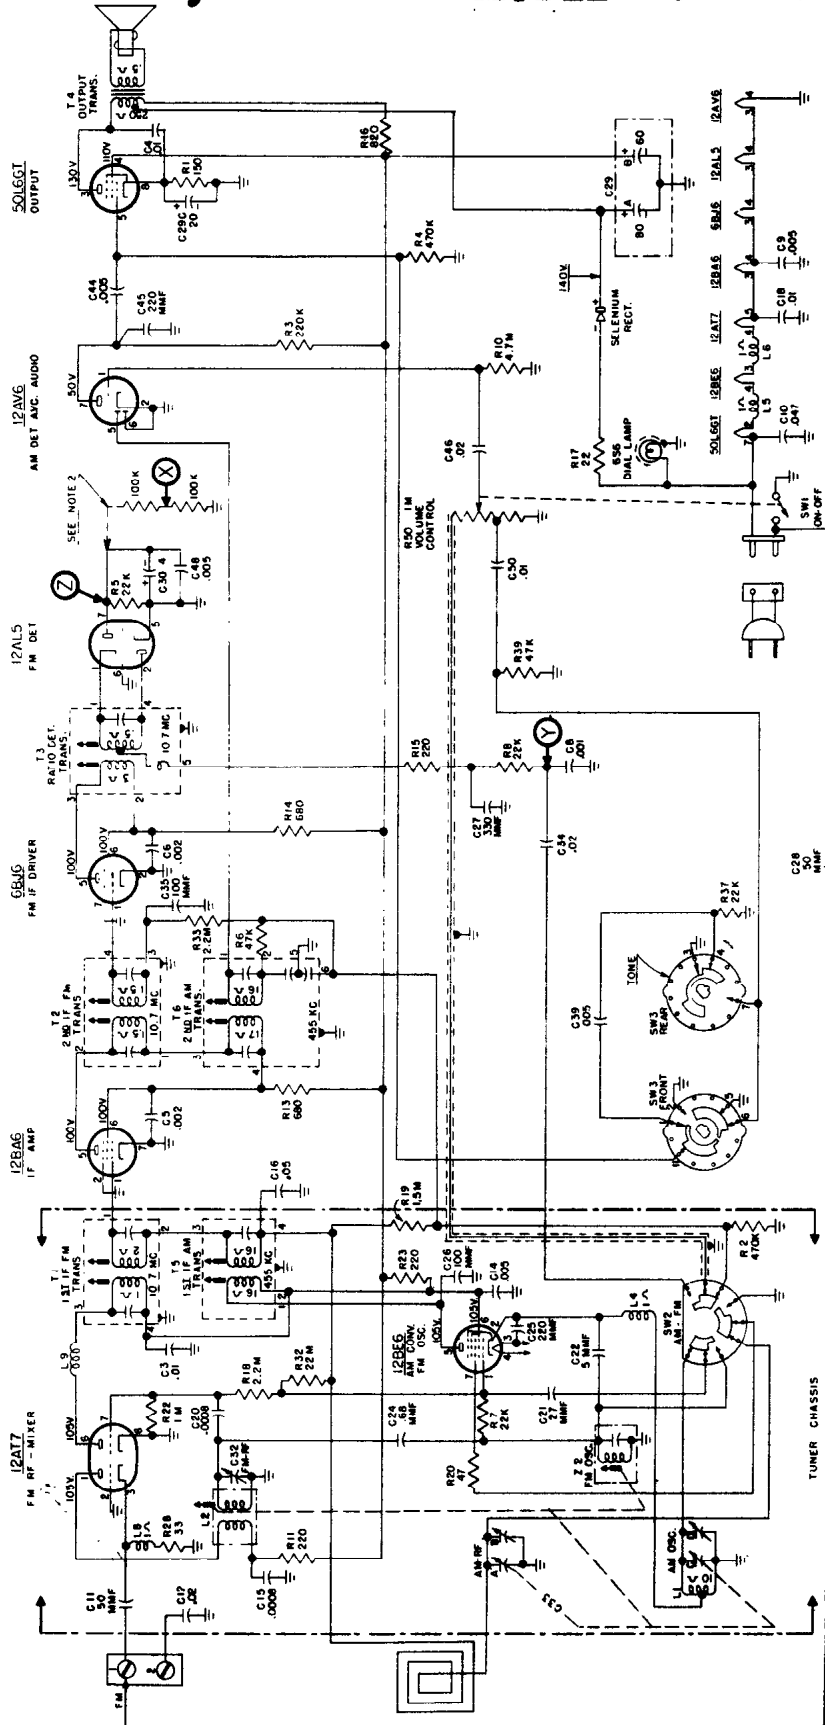 12AT7
FM RF-MIXER
12BA6
IF AMP
6BJ6
FM IF DRIVER
12AL5
FM DET
12AV6
AM DET AVC. AUDIO
50L6GT
OUTPUT
FM
1
2
C11
50
MMF
C12
.02
L8
R28
33
105V
105V
L9
R22
1M
C3
.01
1ST IF FM
TRANS.
10.7 MC
T5
1ST IF AM
TRANS
455 KC
C16
.05
100V
100V
C5
.002
R13
680
T2
2ND IF FM
TRANS
10.7 MC
T6
2ND IF AM
TRANS.
455 KC
C35
100
MMF
R33
2.2M
R6
47K
100V
100V
C6
.002
R14
680
T3
RATIO DET.
TRANS.
10.7 MC
Z
R5
22K
C30 4
C48
.005
SEE NOTE 2
100K
X
100K
50V
C44
.005
C45
220
MMF
R3
220K
130V
110V
C4
.01
R1
150
C29C
20
T4
OUTPUT
TRANS.
R16
820
L2
C32
FM-RF
C20
.0008
R18
2.2M
R32
22M
R11
220
C15
.0008
C24
.68
MMF
12BE6
AM CONV.
FM OSC.
105V
105V
R23
220
R19
1.5M
C26
100
MMF
C14
.005
C25
220
MMF
R7
22K
R20
47
C21
27
MMF
C22
5 MMF
L4
Z2
FM OSC.
AM-RF
A
C33
AM OSC.
L1
SW2
AM-FM
R2
470K
TUNER CHASSIS
R15
220
C27
330
MMF
R8
22K
Y
C8
.001
C34
.02
R39
47K
C50
.01
R50 1M
VOLUME
CONTROL
C46
.02
R10
4.7M
R4
470K
C39
.005
SW3
FRONT
SW3
REAR
TONE
R37
22K
C28
50
MMF
140V
SELENIUM
RECT.
R17
22
6S6
DIAL LAMP
C29
A
80
B
60
SW1
ON-OFF
50L6GT
12BE6
12AT7
12BA6
6BJ6
12AL5
12AV6
C10
.047
L5
L6
C18
.01
C9
.005